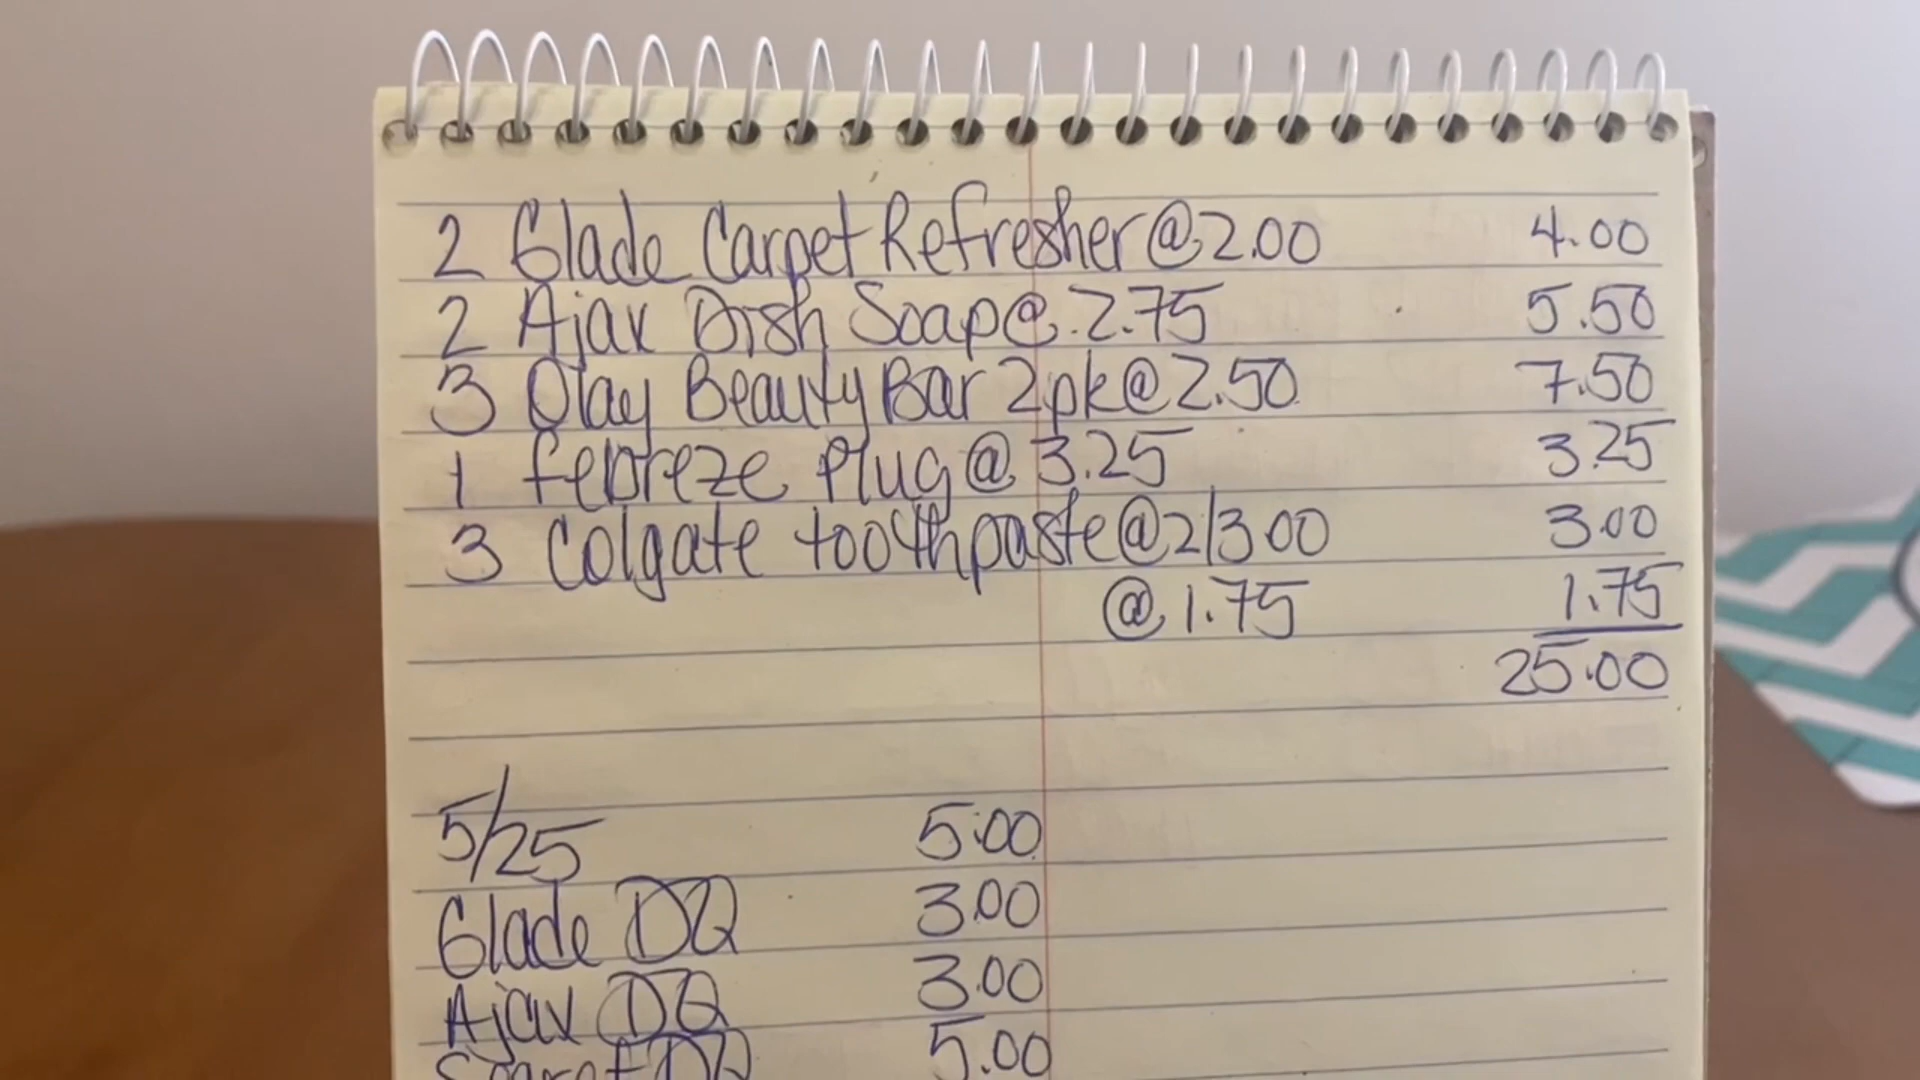 2 Glade Carpet Refresher @ 2.00 4.00
2 Ajax Dish Soap @ 2.75 5.50
3 Olay Beauty Bar 2pk @ 2.50 7.50
1 febreze Plug @ 3.25 3.25
3 Colgate toothpaste @ 2/3.00 3.00
@ 1.75 1.75
25.00
5/25 5.00
Glade DQ 3.00
Ajax DQ 3.00
DQ 5.00